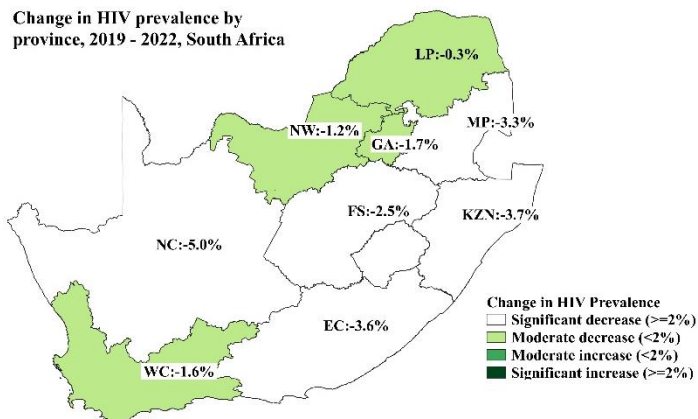 Change in HIV prevalence by
province, 2019 - 2022, South Africa
LP:-0.3%
MP:-3.3%
NW:-1.2%
GA:-1.7%
FS:-2.5%
KZN:-3.7%
NC:-5.0%
EC:-3.6%
WC:-1.6%
Change in HIV Prevalence
Significant decrease (>=2%)
Moderate decrease (<2%)
Moderate increase (<2%)
Significant increase (>=2%)